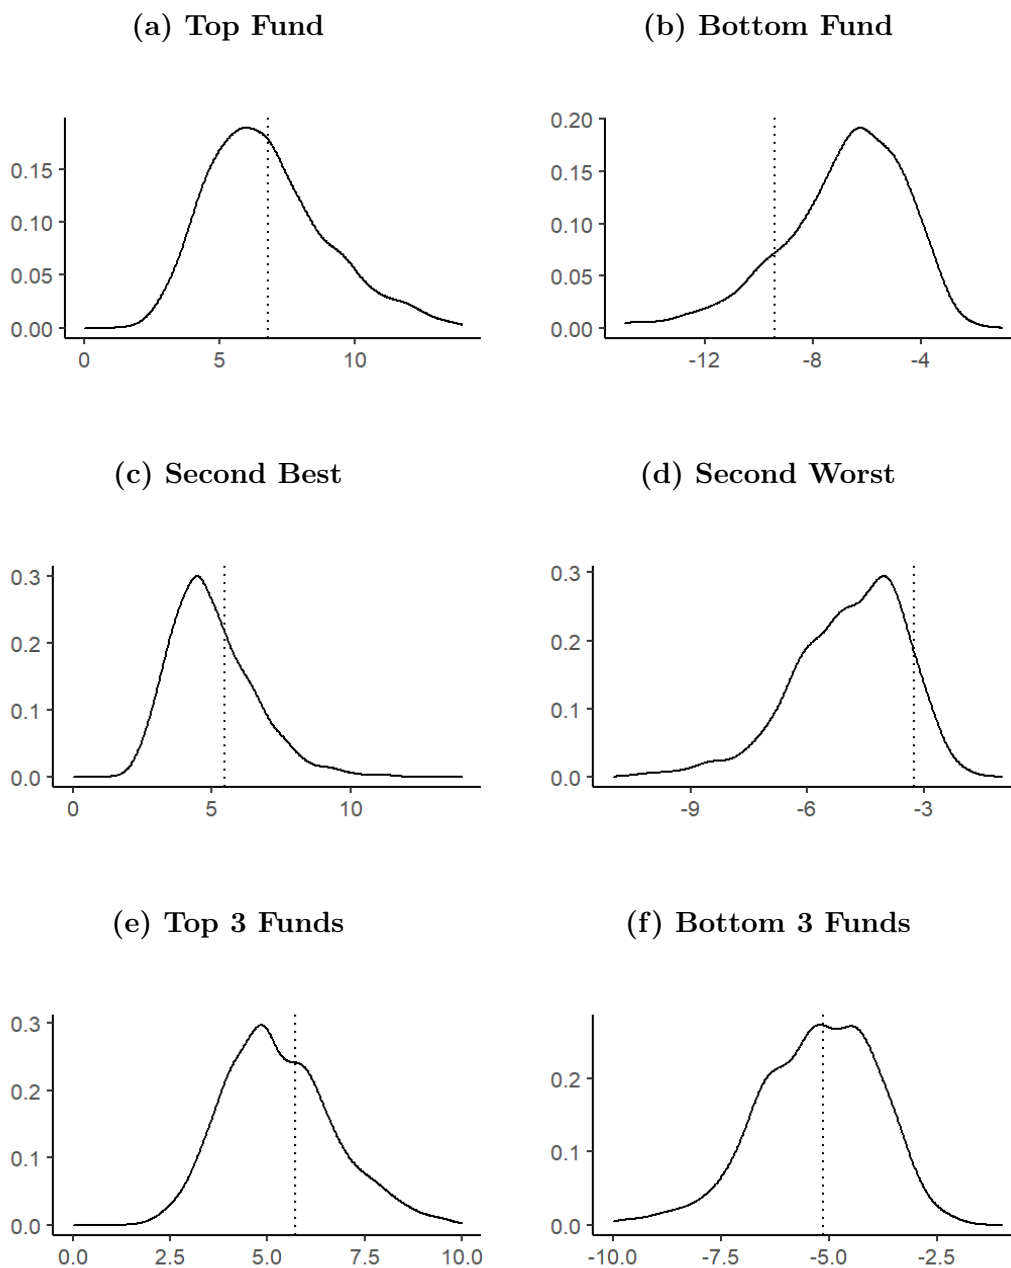 (a) Top Fund
0.15
0.10
0.05
0.00
0 5 10
(b) Bottom Fund
0.20
0.15
0.10
0.05
0.00
-12 -8 -4
(c) Second Best
0.3
0.2
0.1
0.0
0 5 10
(d) Second Worst
0.3
0.2
0.1
0.0
-9 -6 -3
(e) Top 3 Funds
0.3
0.2
0.1
0.0
0.0 2.5 5.0 7.5 10.0
(f) Bottom 3 Funds
0.2
0.1
0.0
-10.0 -7.5 -5.0 -2.5